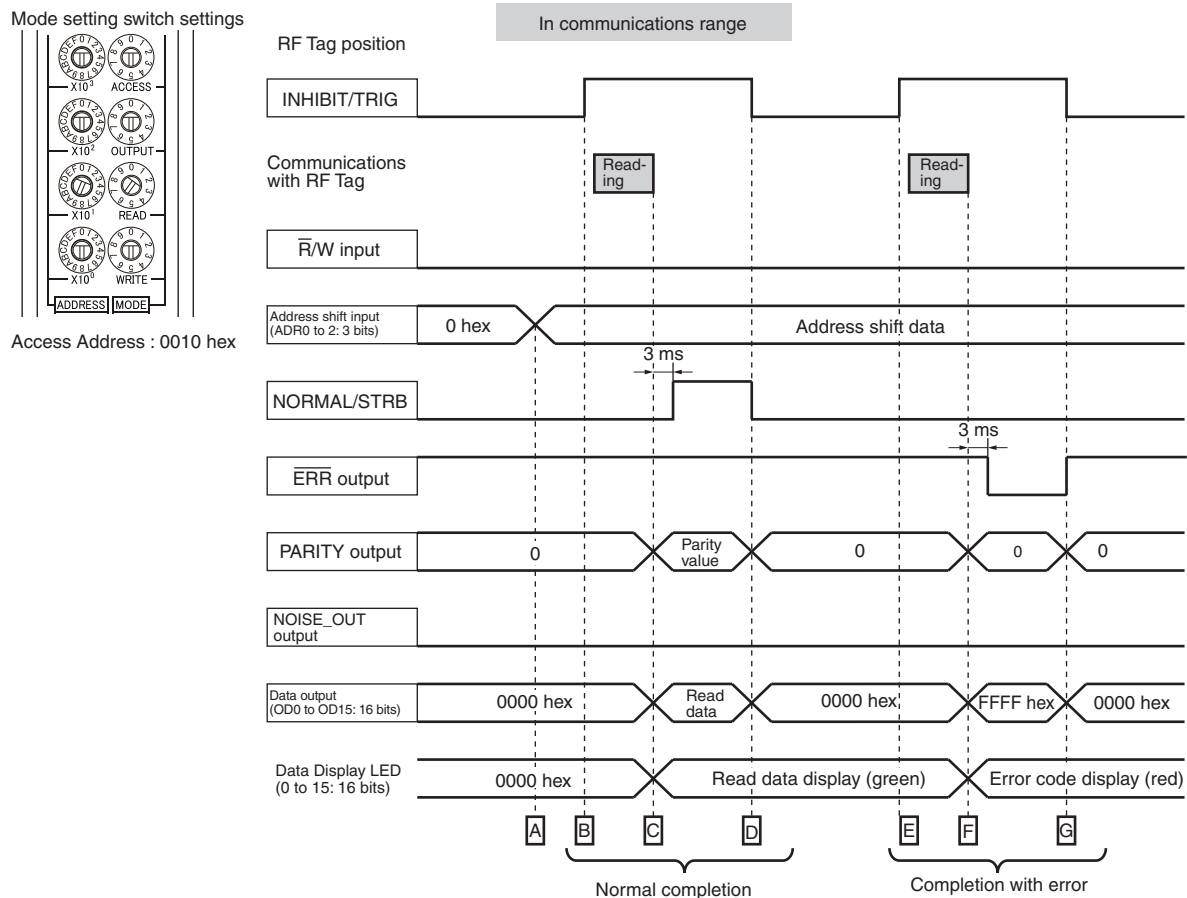 Mode setting switch settings
X10³ ACCESS
X10² OUTPUT
X10¹ READ
X10⁰ WRITE
ADDRESS MODE
Access Address : 0010 hex
In communications range
RF Tag position
INHIBIT/TRIG
Communications
with RF Tag
Read-
ing
Read-
ing
R̅/W input
Address shift input
(ADR0 to 2: 3 bits)
0 hex
Address shift data
3 ms
NORMAL/STRB
3 ms
E̅R̅R̅ output
PARITY output
0
Parity
value
0
0
0
NOISE_OUT
output
Data output
(OD0 to OD15: 16 bits)
0000 hex
Read
data
0000 hex
FFFF hex
0000 hex
Data Display LED
(0 to 15: 16 bits)
0000 hex
Read data display (green)
Error code display (red)
A B C D E F G
Normal completion
Completion with error